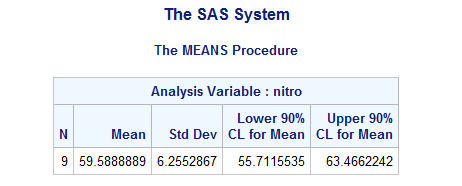 The SAS System
The MEANS Procedure
Analysis Variable : nitro
N Mean Std Dev Lower 90% CL for Mean Upper 90% CL for Mean
9 59.5888889 6.2552867 55.7115535 63.4662242